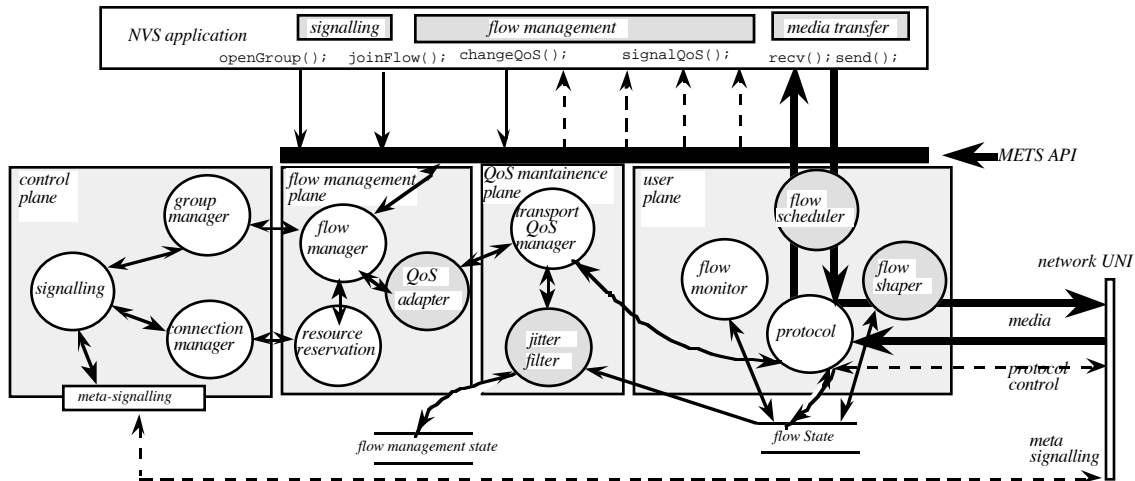 NVS application
signalling
flow management
media transfer
openGroup();
joinFlow();
changeQoS();
signalQoS();
recv();
send();
METS API
control
plane
group
manager
signalling
connection
manager
meta-signalling
flow management
plane
flow
manager
QoS
adapter
resource
reservation
QoS mantainence
plane
transport
QoS
manager
jitter
filter
user
plane
flow
scheduler
flow
monitor
flow
shaper
protocol
network UNI
media
protocol
control
meta
signalling
flow management state
flow State